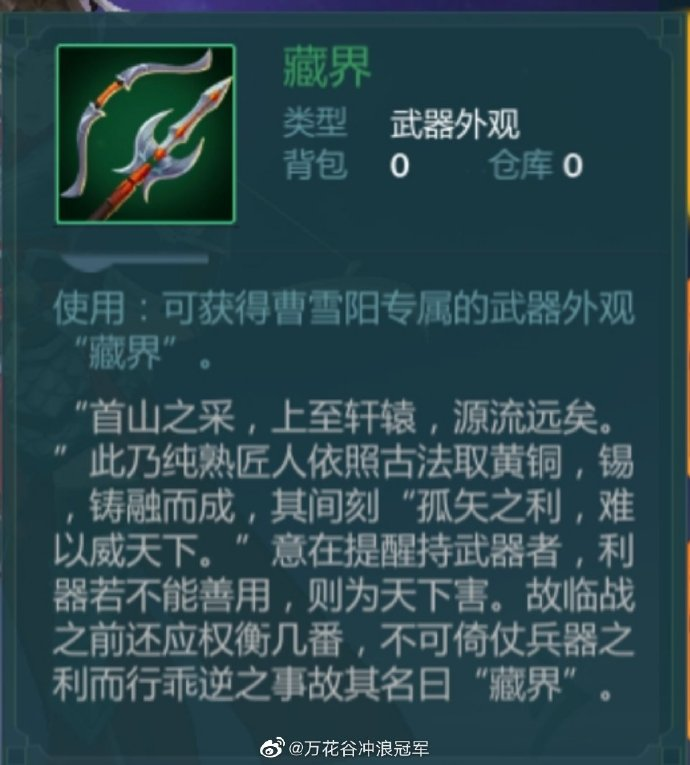 藏界
类型 武器外观
背包 0 仓库 0
使用：可获得曹雪阳专属的武器外观
“藏界”。
“首山之采，上至轩辕，源流远矣。
”此乃纯熟匠人依照古法取黄铜，锡
，铸融而成，其间刻“孤矢之利，难
以威天下。”意在提醒持武器者，利
器若不能善用，则为天下害。故临战
之前还应权衡几番，不可倚仗兵器之
利而行乖逆之事故其名曰“藏界”。
@万花谷冲浪冠军